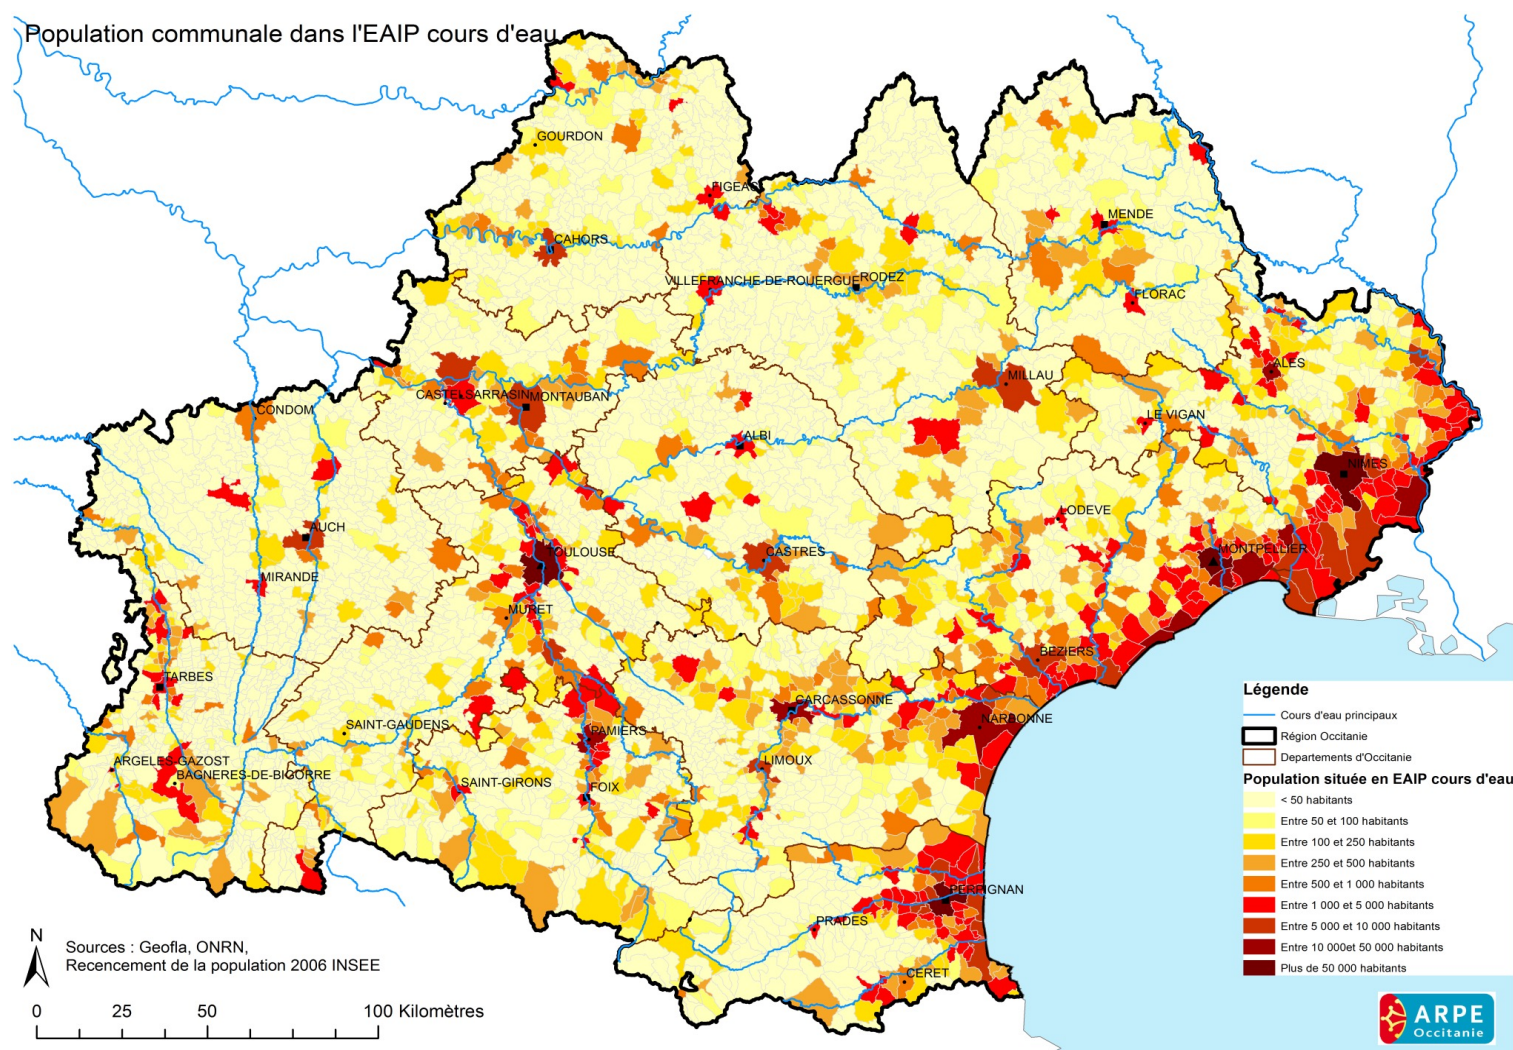 Population communale dans l'EAIP cours d'eau
GOURDON
FIGEAC
MENDE
CAHORS
VILLEFRANCHE-DE-ROUERGUE
RODEZ
FLORAC
ALES
MILLAU
CASTELSARRASIN
MONTAUBAN
CONDOM
LE VIGAN
ALBI
NIMES
LODEVE
AUCH
TOULOUSE
CASTRES
MONTPELLIER
MIRANDE
MURET
BEZIERS
TARBES
CARCASSONNE
NARBONNE
SAINT-GAUDENS
PAMIERS
ARGELES-GAZOST
BAGNERES-DE-BIGORRE
LIMOUX
SAINT-GIRONS
FOIX
PERPIGNAN
PRADES
CERET
Légende
Cours d'eau principaux
Région Occitanie
Departements d'Occitanie
Population située en EAIP cours d'eau
< 50 habitants
Entre 50 et 100 habitants
Entre 100 et 250 habitants
Entre 250 et 500 habitants
Entre 500 et 1 000 habitants
Entre 1 000 et 5 000 habitants
Entre 5 000 et 10 000 habitants
Entre 10 000et 50 000 habitants
Plus de 50 000 habitants
N
Sources : Geofla, ONRN,
Recencement de la population 2006 INSEE
0 25 50 100 Kilomètres
ARPE
Occitanie